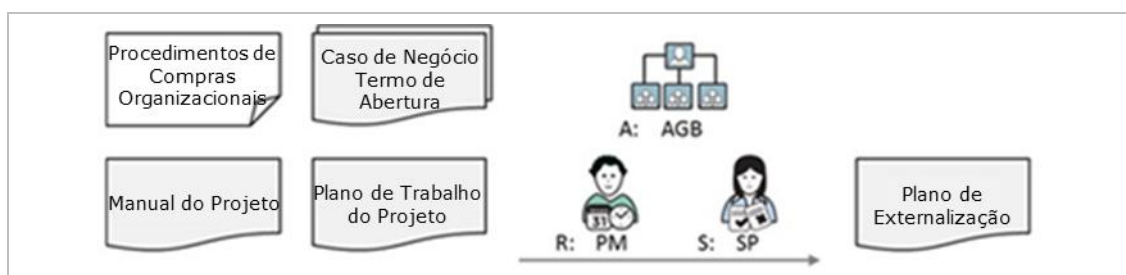 Procedimentos de
Compras
Organizacionais
Caso de Negócio
Termo de
Abertura
A: AGB
Manual do Projeto
Plano de Trabalho
do Projeto
31
R: PM
S: SP
Plano de
Externalização